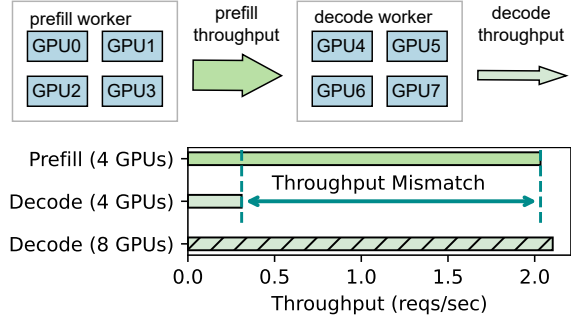 prefill worker
GPU0 GPU1
GPU2 GPU3
prefill
throughput
decode worker
GPU4 GPU5
GPU6 GPU7
decode
throughput
Prefill (4 GPUs)
Throughput Mismatch
Decode (4 GPUs)
Decode (8 GPUs)
0.0 0.5 1.0 1.5 2.0
Throughput (reqs/sec)